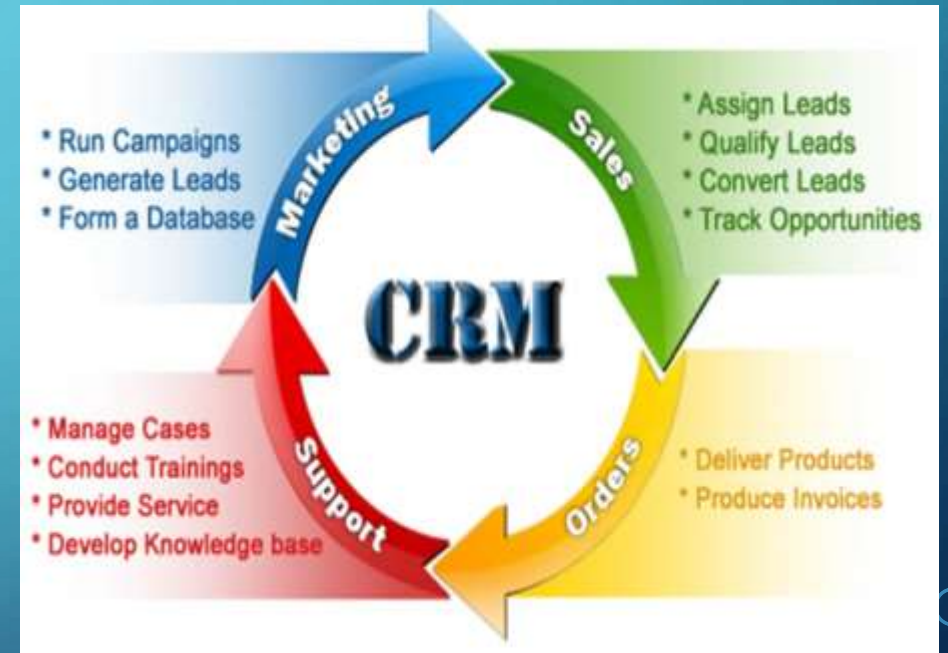 Marketing
* Run Campaigns
* Generate Leads
* Form a Database
Sales
* Assign Leads
* Qualify Leads
* Convert Leads
* Track Opportunities
CRM
Orders
* Deliver Products
* Produce Invoices
Support
* Manage Cases
* Conduct Trainings
* Provide Service
* Develop Knowledge base